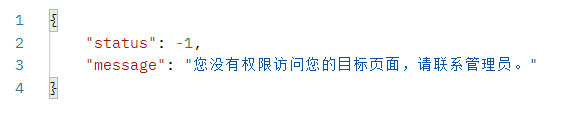 1 {
2 "status": -1,
3 "message": "您没有权限访问您的目标页面，请联系管理员。"
4 }